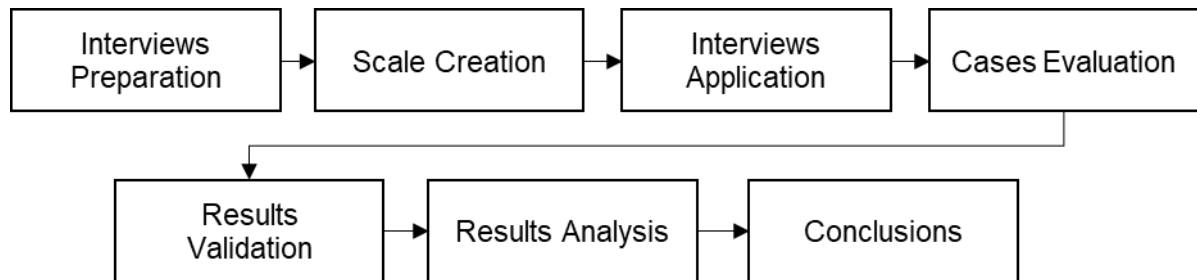 Interviews
Preparation
Scale Creation
Interviews
Application
Cases Evaluation
Results
Validation
Results Analysis
Conclusions